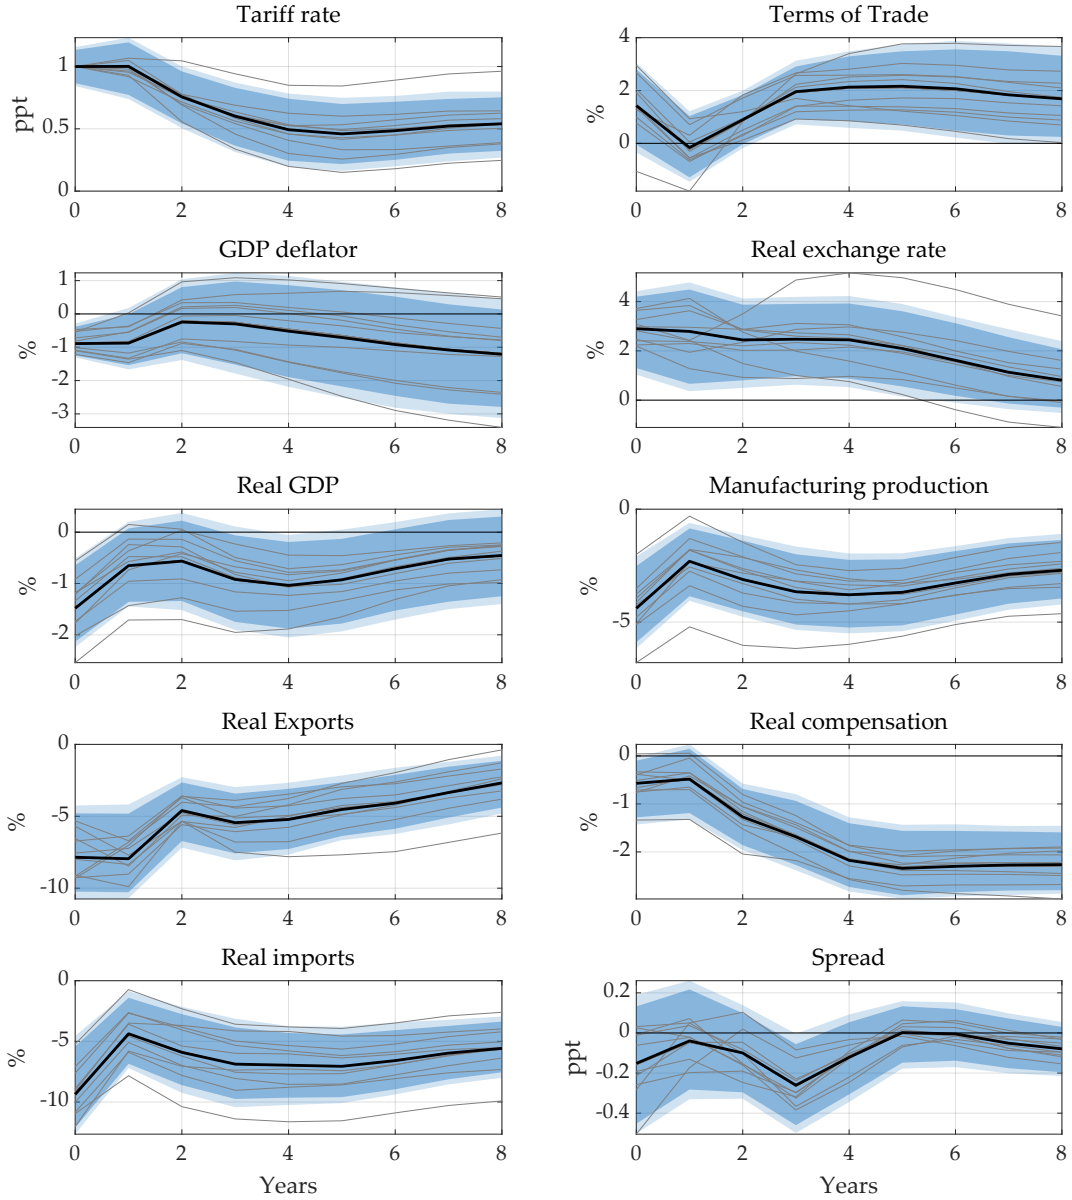 Tariff rate
ppt
1
0.5
0
0 2 4 6 8
Terms of Trade
%
4
2
0
0 2 4 6 8
GDP deflator
%
1
0
-1
-2
-3
0 2 4 6 8
Real exchange rate
%
4
2
0
0 2 4 6 8
Real GDP
%
0
-1
-2
0 2 4 6 8
Manufacturing production
%
0
-5
0 2 4 6 8
Real Exports
%
0
-5
-10
0 2 4 6 8
Real compensation
%
0
-1
-2
0 2 4 6 8
Real imports
%
0
-5
-10
0 2 4 6 8
Years
Spread
ppt
0.2
0
-0.2
-0.4
0 2 4 6 8
Years